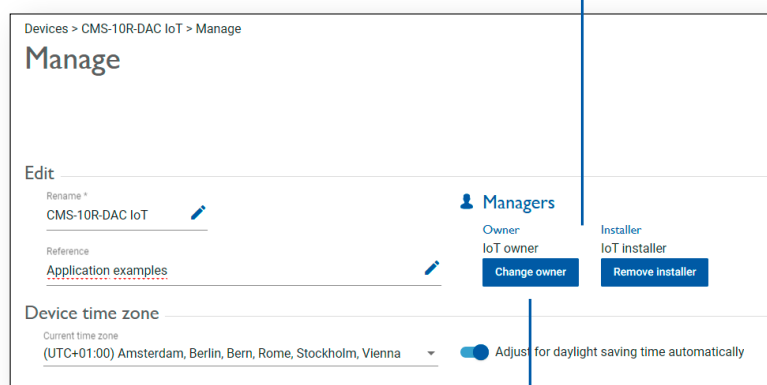 Devices > CMS-10R-DAC IoT > Manage
Manage
Edit
Rename *
CMS-10R-DAC IoT
Reference
Application examples
Managers
Owner
Installer
IoT owner
IoT installer
Change owner
Remove installer
Device time zone
Current time zone
(UTC+01:00) Amsterdam, Berlin, Bern, Rome, Stockholm, Vienna
Adjust for daylight saving time automatically